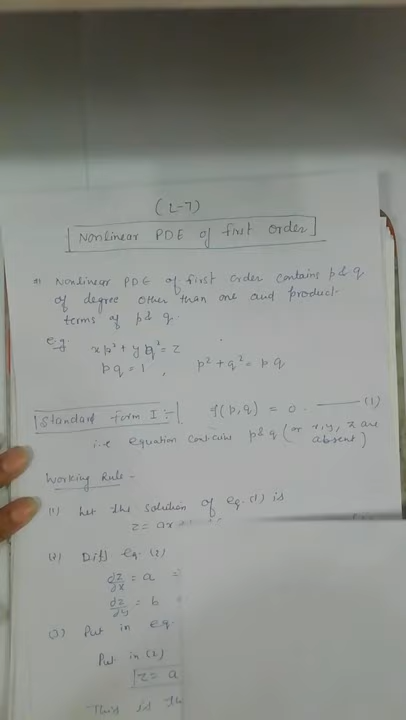 (L-7)
Nonlinear PDE of first order
*) Nonlinear PDE of first order contains p & q
of degree other than one and product
terms of p & q.
e.g. xp² + yq² = z
pq = 1, p² + q² = pq
Standard form I :- f(p,q) = 0. ——— (1)
i.e equation contains p & q (or x, y, z are
absent)
Working Rule -
(1) Let the solution of eq. (1) is
z = ax
(2) Diff eq. (2)
dz/dx = a =
dz/dy = b =
(3) Put in eq.
Put in (2)
z = a
This is